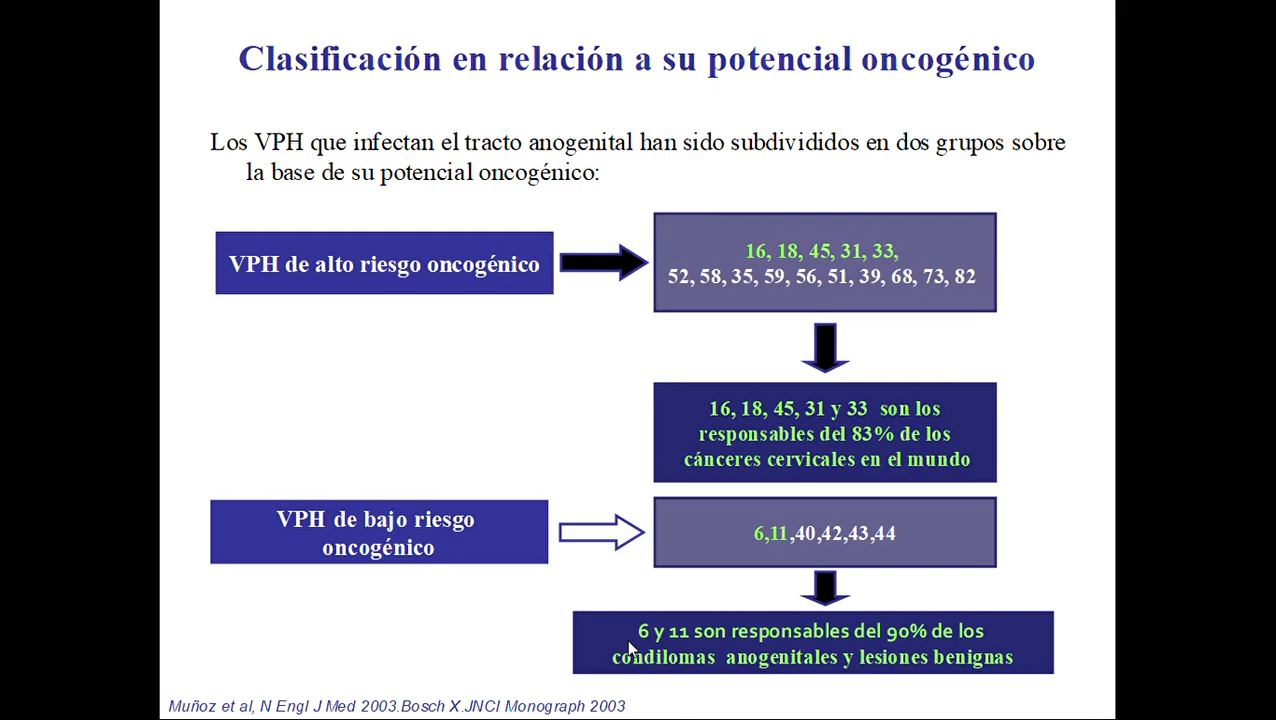 Clasificación en relación a su potencial oncogénico
Los VPH que infectan el tracto anogenital han sido subdivididos en dos grupos sobre
la base de su potencial oncogénico:
VPH de alto riesgo oncogénico
16, 18, 45, 31, 33,
52, 58, 35, 59, 56, 51, 39, 68, 73, 82
16, 18, 45, 31 y 33 son los
responsables del 83% de los
cánceres cervicales en el mundo
VPH de bajo riesgo
oncogénico
6,11,40,42,43,44
6 y 11 son responsables del 90% de los
condilomas anogenitales y lesiones benignas
Muñoz et al, N Engl J Med 2003.Bosch X.JNCI Monograph 2003